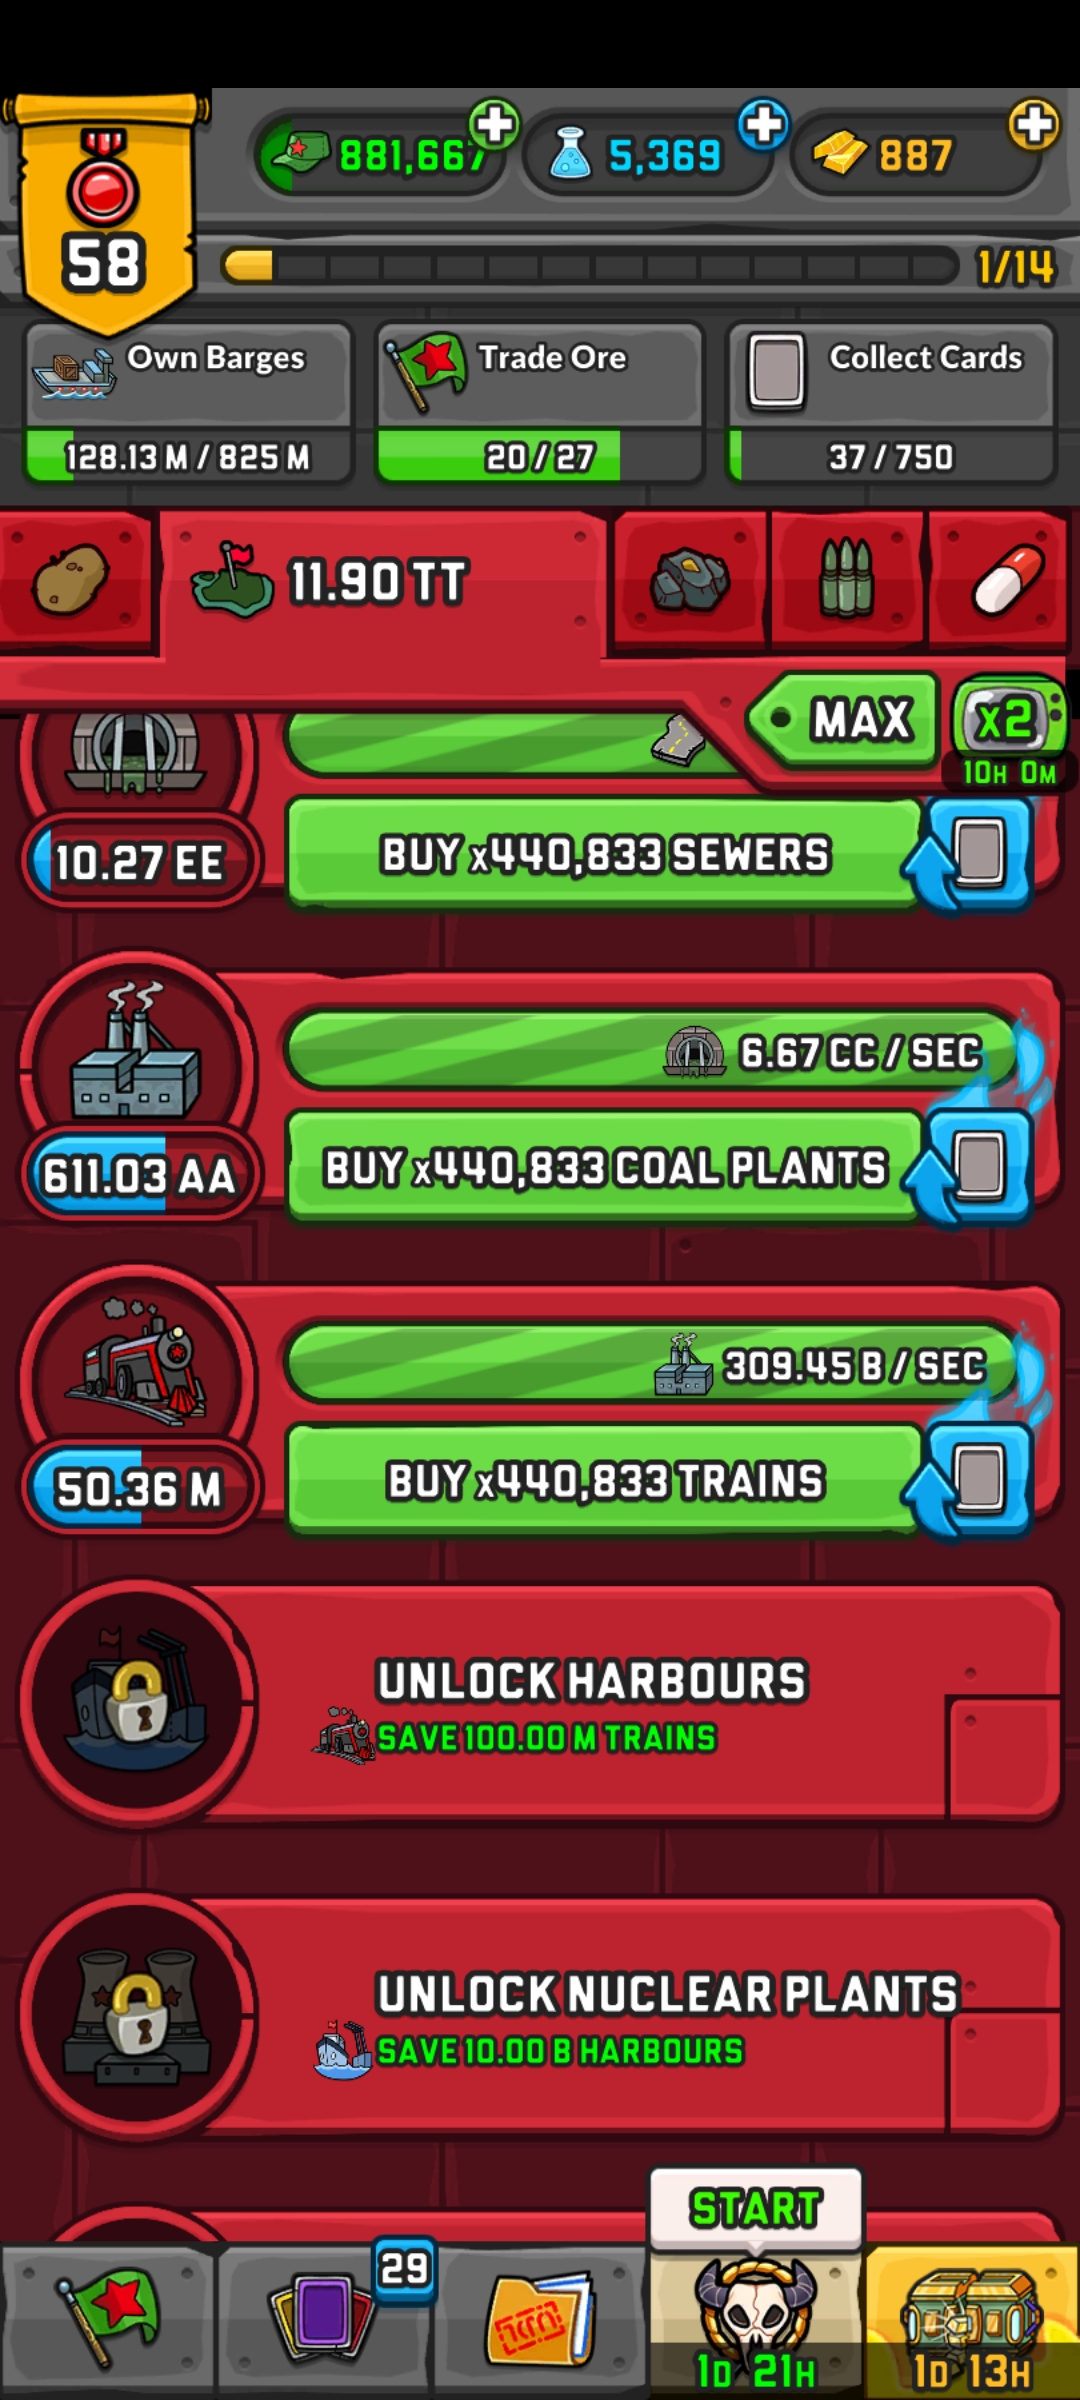 881,667
5,369
887
58
1/14
Own Barges
Trade Ore
Collect Cards
128.13 M / 825 M
20 / 27
37 / 750
11.90 TT
MAX
x2
10H 0M
10.27 EE
BUY x440,833 SEWERS
6.67 CC / SEC
611.03 AA
BUY x440,833 COAL PLANTS
309.45 B / SEC
50.36 M
BUY x440,833 TRAINS
UNLOCK HARBOURS
SAVE 100.00 M TRAINS
UNLOCK NUCLEAR PLANTS
SAVE 10.00 B HARBOURS
START
29
1D 21H
1D 13H